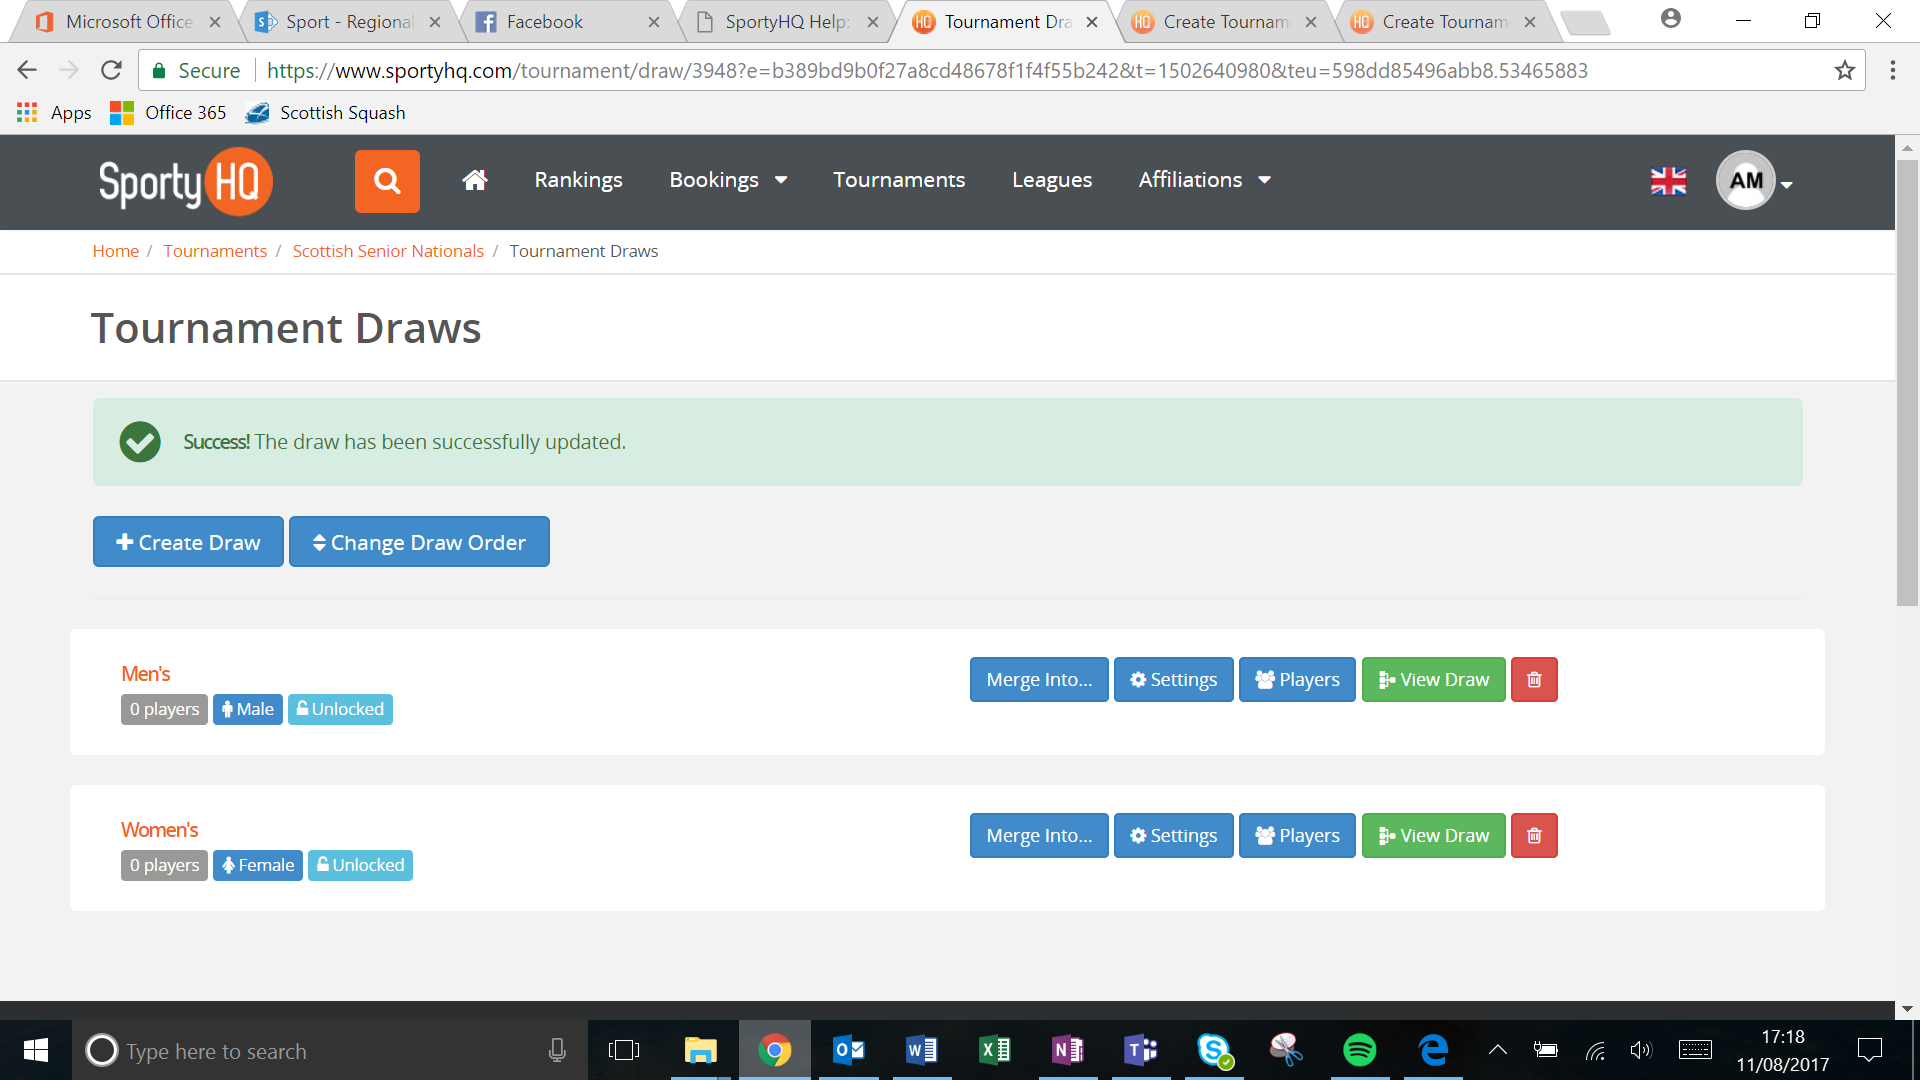 Microsoft Office
Sport - Regional
Facebook
SportyHQ Help:
HQ Tournament Dra
HQ Create Tournam
HQ Create Tournam
Secure https://www.sportyhq.com/tournament/draw/3948?e=b389bd9b0f27a8cd48678f1f4f55b242&t=1502640980&teu=598dd85496abb8.53465883
Apps Office 365 Scottish Squash
SportyHQ Rankings Bookings Tournaments Leagues Affiliations AM
Home / Tournaments / Scottish Senior Nationals / Tournament Draws
Tournament Draws
Success! The draw has been successfully updated.
Create Draw Change Draw Order
Men's
0 players Male Unlocked
Merge Into... Settings Players View Draw
Women's
0 players Female Unlocked
Merge Into... Settings Players View Draw
Type here to search
17:18
11/08/2017